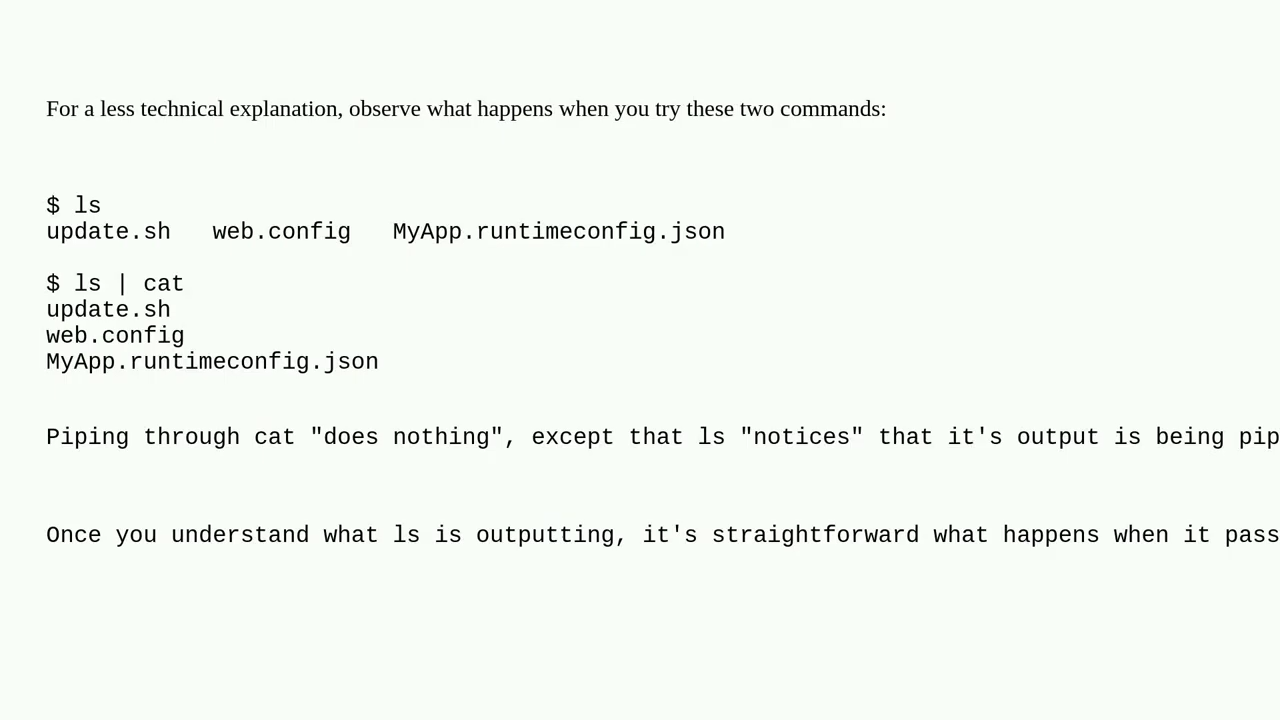 For a less technical explanation, observe what happens when you try these two commands:
$ ls
update.sh   web.config   MyApp.runtimeconfig.json
$ ls | cat
update.sh
web.config
MyApp.runtimeconfig.json
Piping through cat "does nothing", except that ls "notices" that it's output is being pip
Once you understand what ls is outputting, it's straightforward what happens when it pass